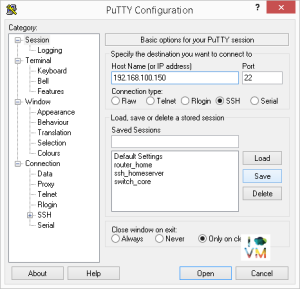 PuTTY Configuration
Category:
Session
Logging
Terminal
Keyboard
Bell
Features
Window
Appearance
Behaviour
Translation
Selection
Colours
Connection
Data
Proxy
Telnet
Rlogin
SSH
Serial
Basic options for your PuTTY session
Specify the destination you want to connect to
Host Name (or IP address) Port
192.168.100.150 22
Connection type:
Raw Telnet Rlogin SSH Serial
Load, save or delete a stored session
Saved Sessions
Default Settings
router_home
ssh_homeserver
switch_core
Load
Save
Delete
Close window on exit:
Always Never Only on cl
VM
About Help Open Cancel